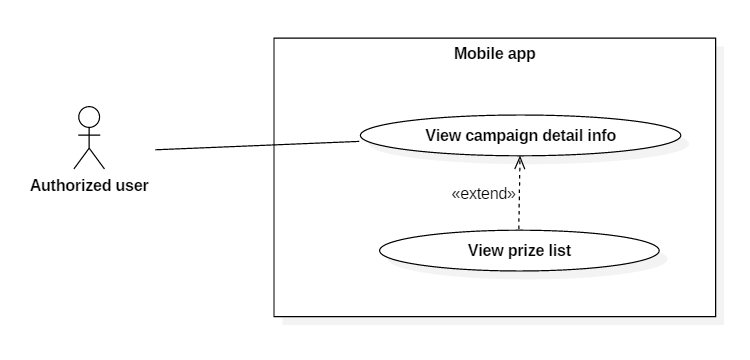 Mobile app
View campaign detail info
Authorized user
«extend»
View prize list